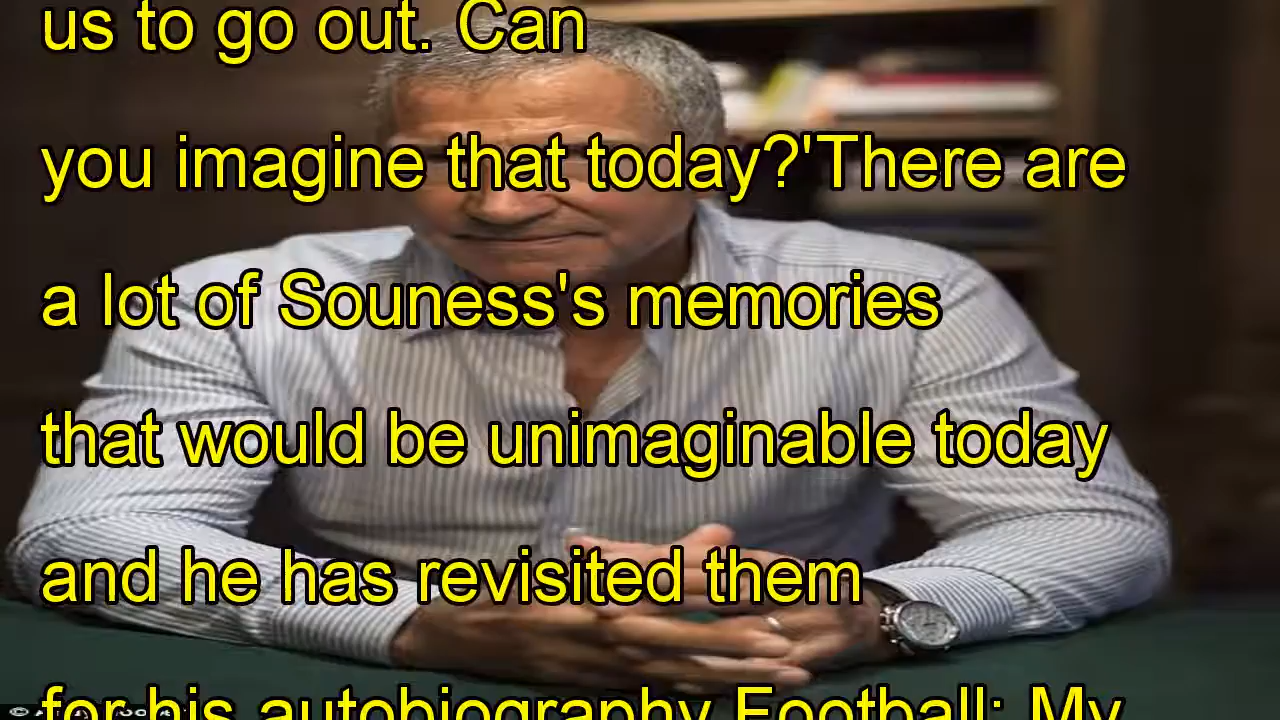 us to go out. Can
you imagine that today?'There are
a lot of Souness's memories
that would be unimaginable today
and he has revisited them
for his autobiography Football: My